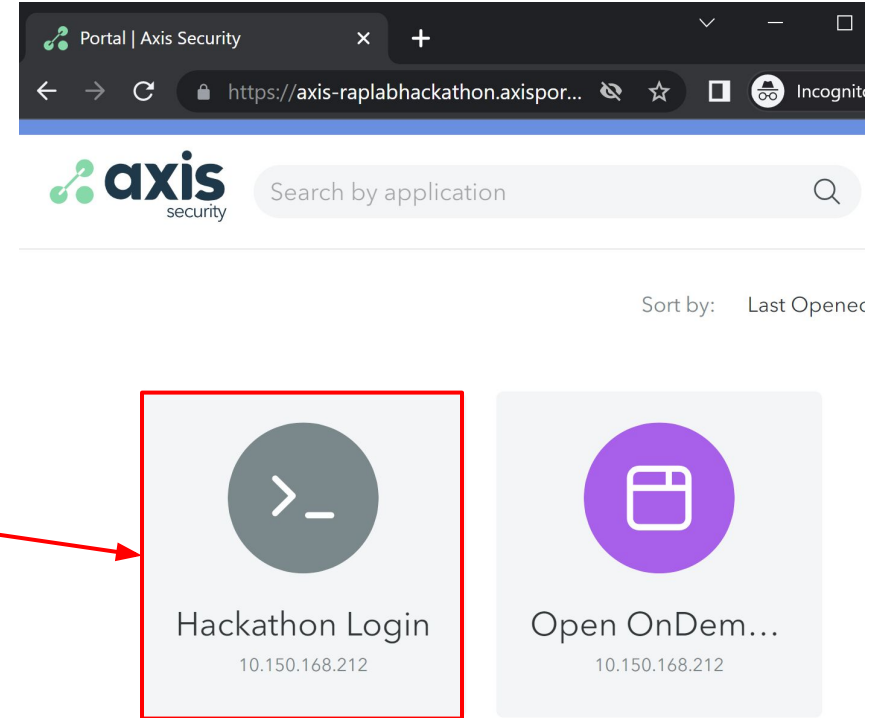 Portal | Axis Security
https://axis-raplabhackathon.axispor...
Incognito
axis
security
Search by application
Sort by: Last Opened
>_
Hackathon Login
10.150.168.212
Open OnDem...
10.150.168.212